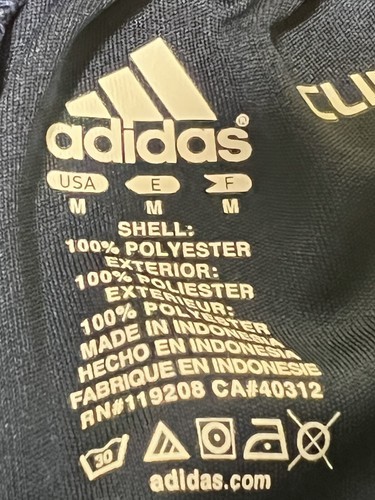 adidas®
CLI
USA E F
M M M
SHELL:
100% POLYESTER
EXTERIOR:
100% POLIESTER
EXTERIEUR:
100% POLYESTER
MADE IN INDONESIA
HECHO EN INDONESIA
FABRIQUE EN INDONESIE
RN#119208 CA#40312
30
adidas.com